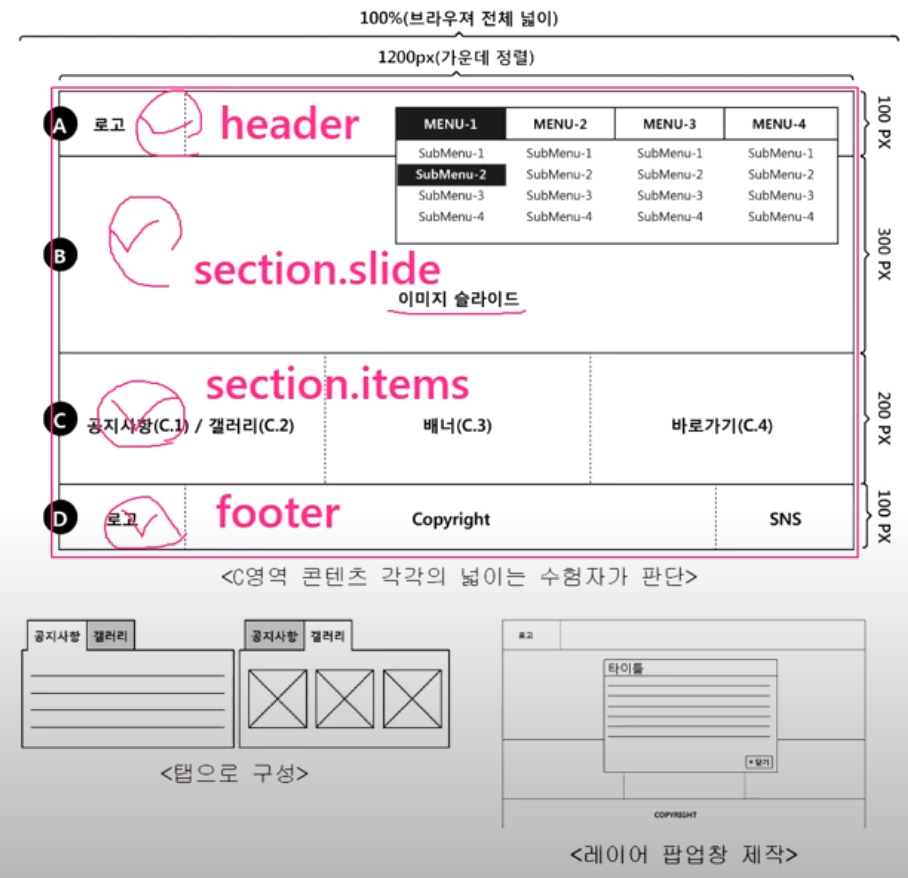 100%(브라우져 전체 넓이)
1200px(가운데 정렬)
A 로고 header MENU-1 MENU-2 MENU-3 MENU-4 100 PX
SubMenu-1 SubMenu-1 SubMenu-1 SubMenu-1
SubMenu-2 SubMenu-2 SubMenu-2 SubMenu-2
SubMenu-3 SubMenu-3 SubMenu-3 SubMenu-3
SubMenu-4 SubMenu-4 SubMenu-4 SubMenu-4
B 300 PX
section.slide
이미지 슬라이드
section.items
C 공지사항(C.1) / 갤러리(C.2) 배너(C.3) 바로가기(C.4) 200 PX
D 로고 footer Copyright SNS 100 PX
<C영역 콘텐츠 각각의 넓이는 수험자가 판단>
공지사항 갤러리 공지사항 갤러리
<탭으로 구성>
로고
타이틀
×닫기
COPYRIGHT
<레이어 팝업창 제작>